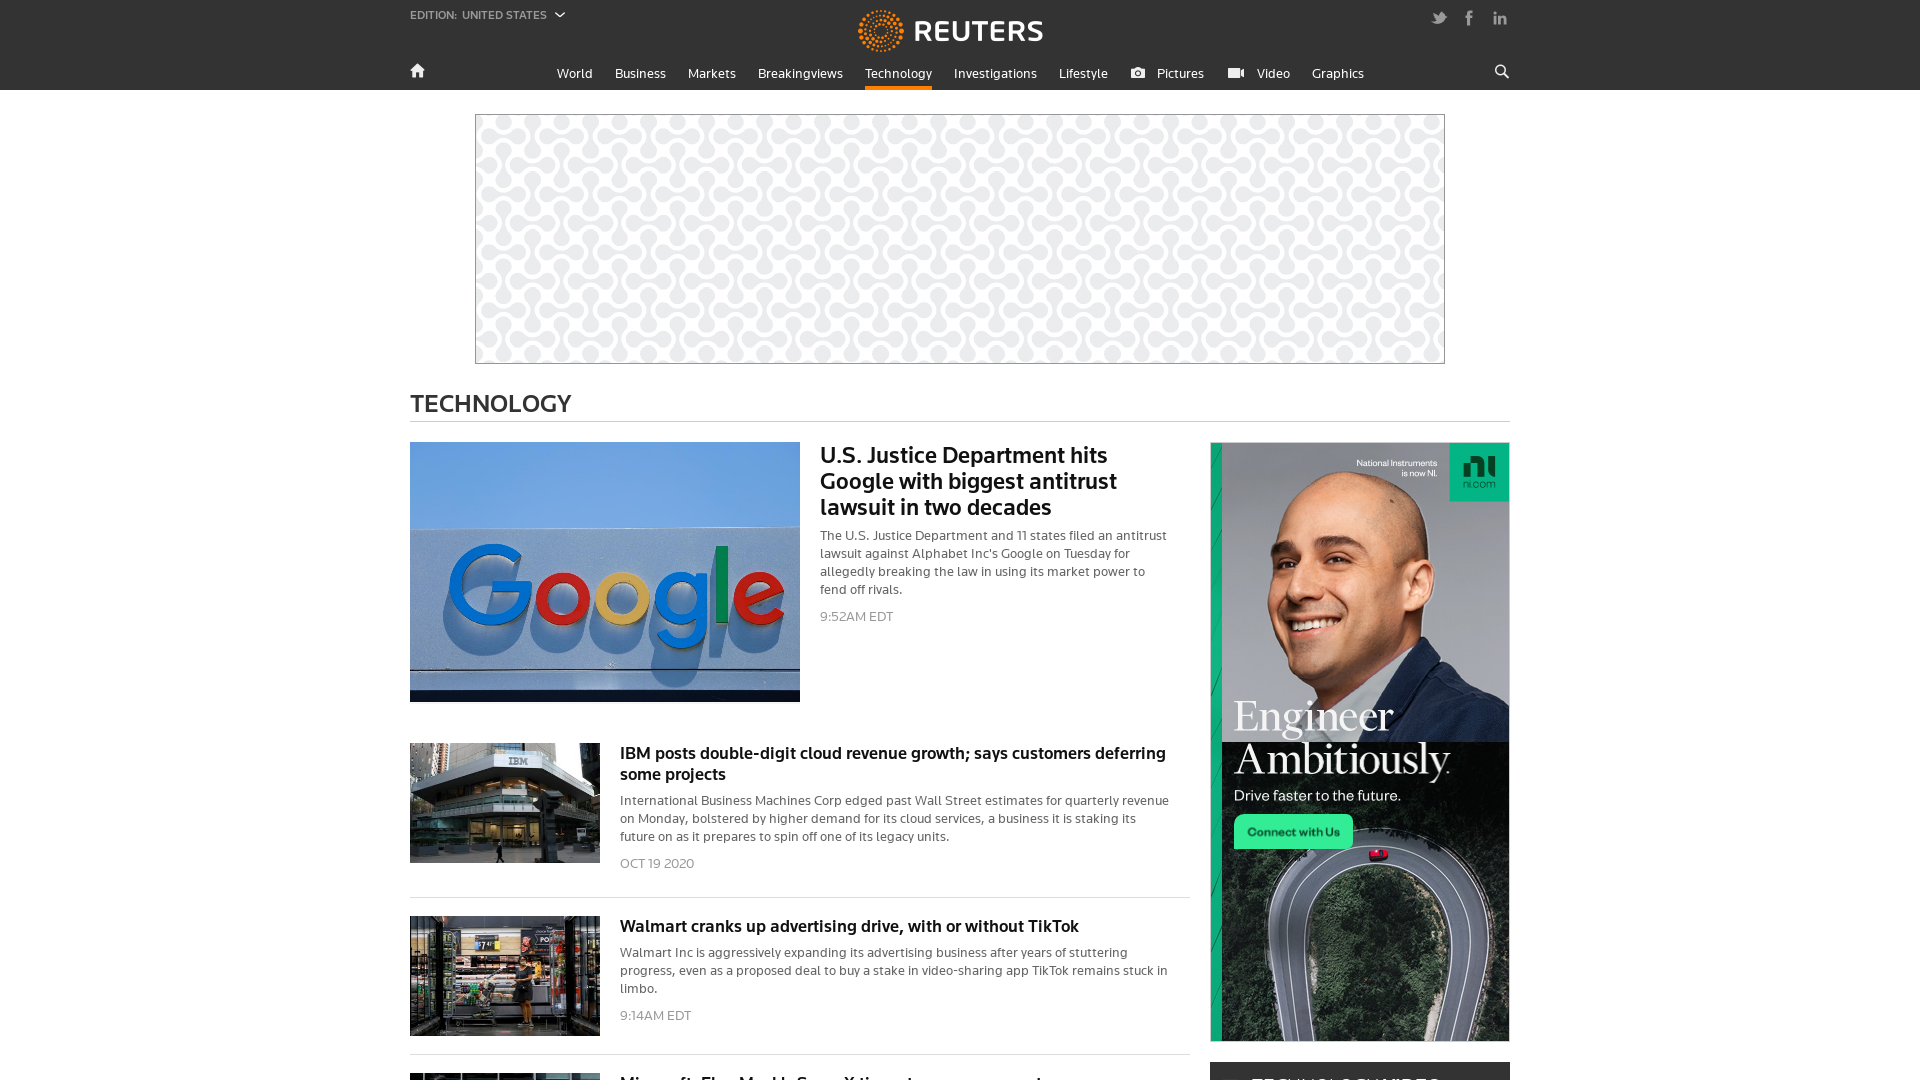 EDITION: UNITED STATES
REUTERS
World Business Markets Breakingviews Technology Investigations Lifestyle Pictures Video Graphics
TECHNOLOGY
Google
U.S. Justice Department hits
Google with biggest antitrust
lawsuit in two decades
The U.S. Justice Department and 11 states filed an antitrust
lawsuit against Alphabet Inc's Google on Tuesday for
allegedly breaking the law in using its market power to
fend off rivals.
9:52AM EDT
IBM
IBM posts double-digit cloud revenue growth; says customers deferring
some projects
International Business Machines Corp edged past Wall Street estimates for quarterly revenue
on Monday, bolstered by higher demand for its cloud services, a business it is staking its
future on as it prepares to spin off one of its legacy units.
OCT 19 2020
Walmart cranks up advertising drive, with or without TikTok
Walmart Inc is aggressively expanding its advertising business after years of stuttering
progress, even as a proposed deal to buy a stake in video-sharing app TikTok remains stuck in
limbo.
9:14AM EDT
National Instruments
is now NI.
ni
ni.com
Engineer
Ambitiously.
Drive faster to the future.
Connect with Us